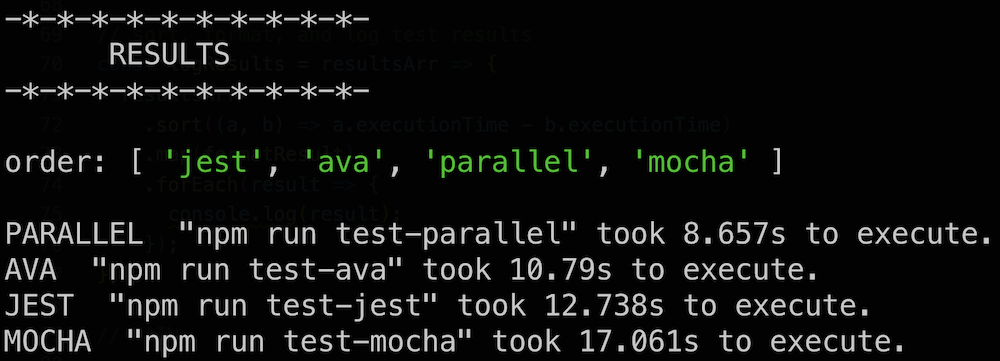 -*-*-*-*-*-*-*-*-*-*-
RESULTS
-*-*-*-*-*-*-*-*-*-*-
order: [ 'jest', 'ava', 'parallel', 'mocha' ]
PARALLEL  "npm run test-parallel" took 8.657s to execute.
AVA  "npm run test-ava" took 10.79s to execute.
JEST  "npm run test-jest" took 12.738s to execute.
MOCHA  "npm run test-mocha" took 17.061s to execute.